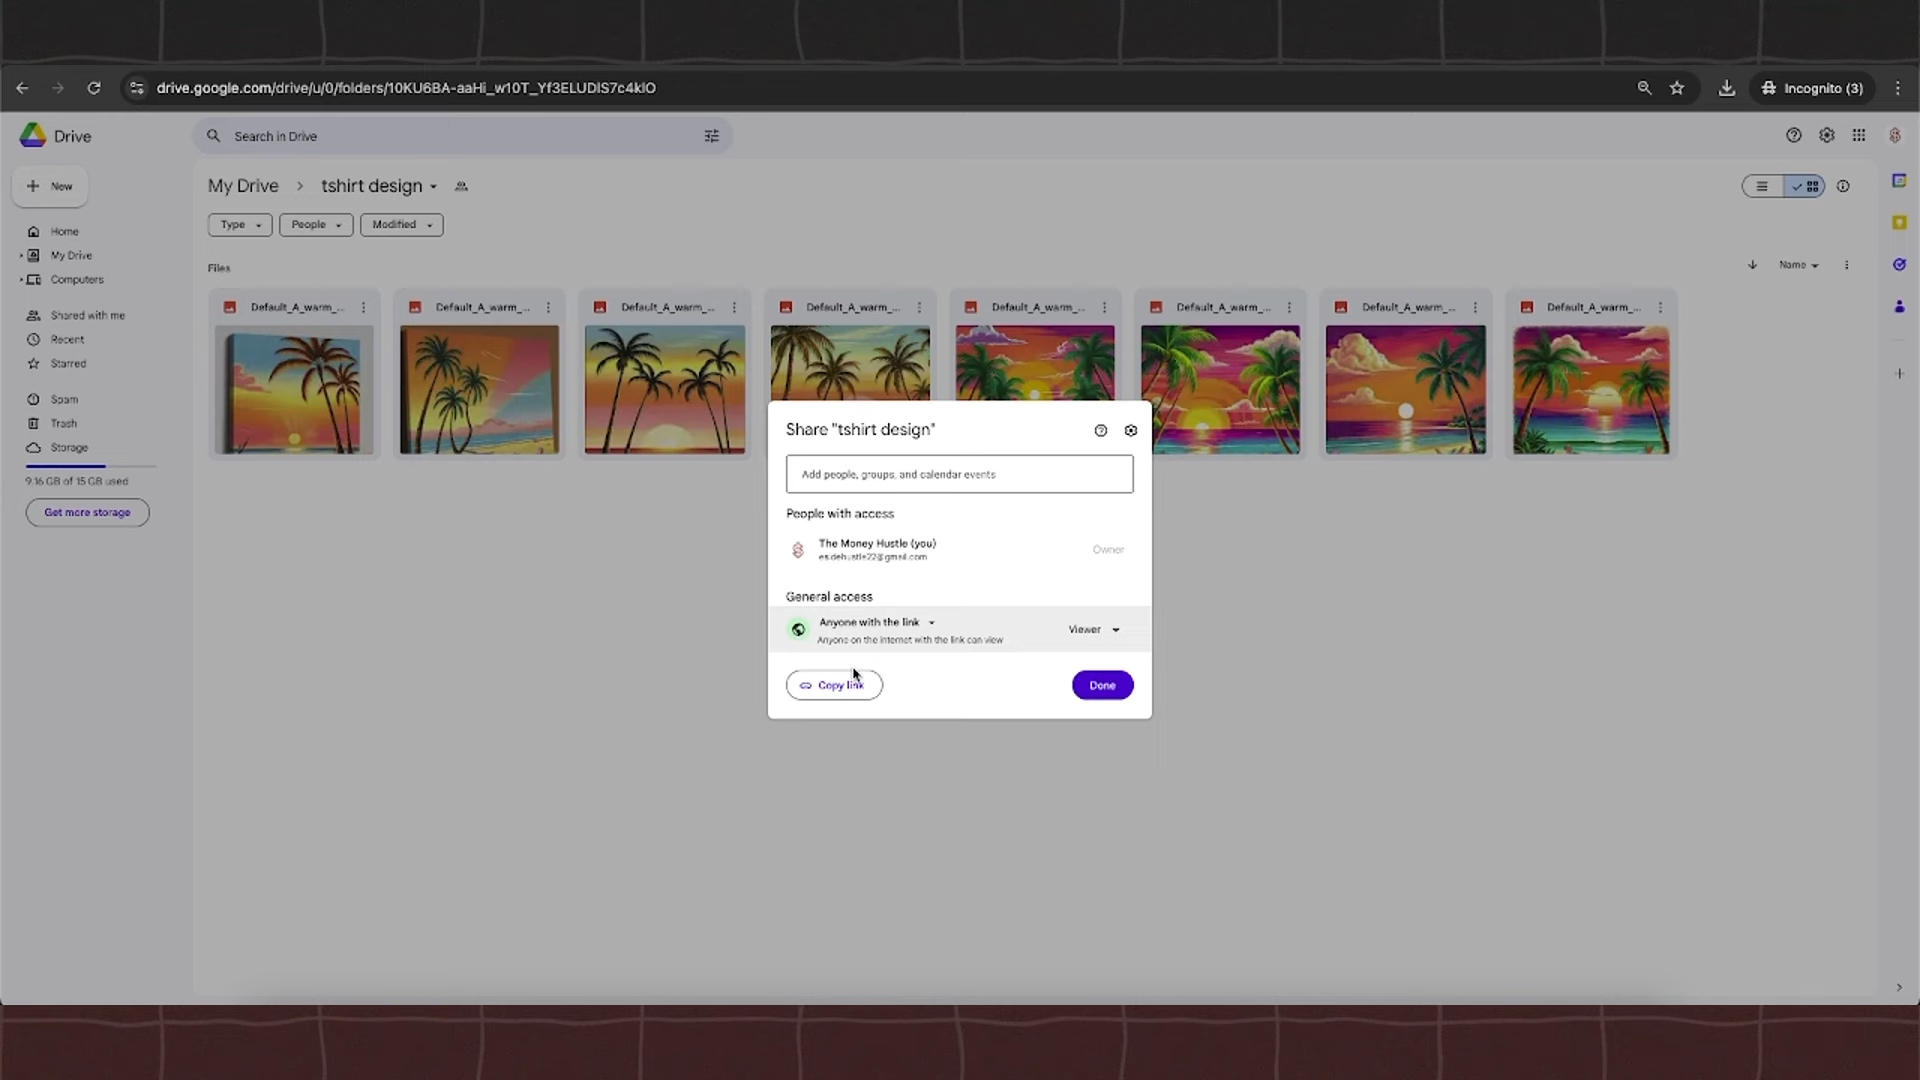 drive.google.com/drive/u/0/folders/10KU6BA-aaHi_w10T_Yf3ELUDIS7c4kIO
Incognito (3)
Drive
Search in Drive
New
My Drive
tshirt design
Type
People
Modified
Home
My Drive
Computers
Shared with me
Recent
Starred
Spam
Trash
Storage
9.16 GB of 15 GB used
Get more storage
Files
Name
Default_A_warm_...
Default_A_warm_...
Default_A_warm_...
Default_A_warm_...
Default_A_warm_...
Default_A_warm_...
Default_A_warm_...
Default_A_warm_...
Share "tshirt design"
Add people, groups, and calendar events
People with access
The Money Hustle (you)
esidehustle22@gmail.com
Owner
General access
Anyone with the link
Anyone on the internet with the link can view
Viewer
Copy link
Done